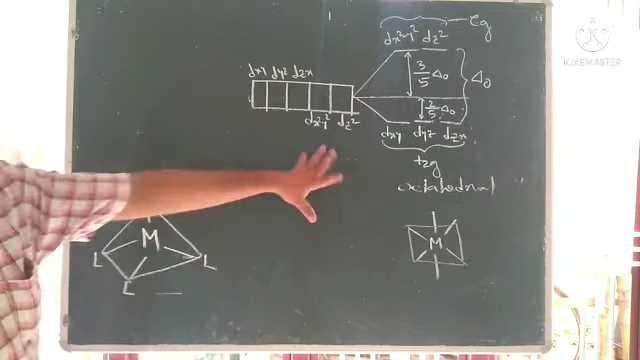 eg
dx²-y² dz²
dxy dyz dzx
3/5 Δo
Δo
2/5 Δo
dx²-y² dz²
dxy dyz dzx
t2g
octahedral
M
L
L
L
M
KINEMASTER